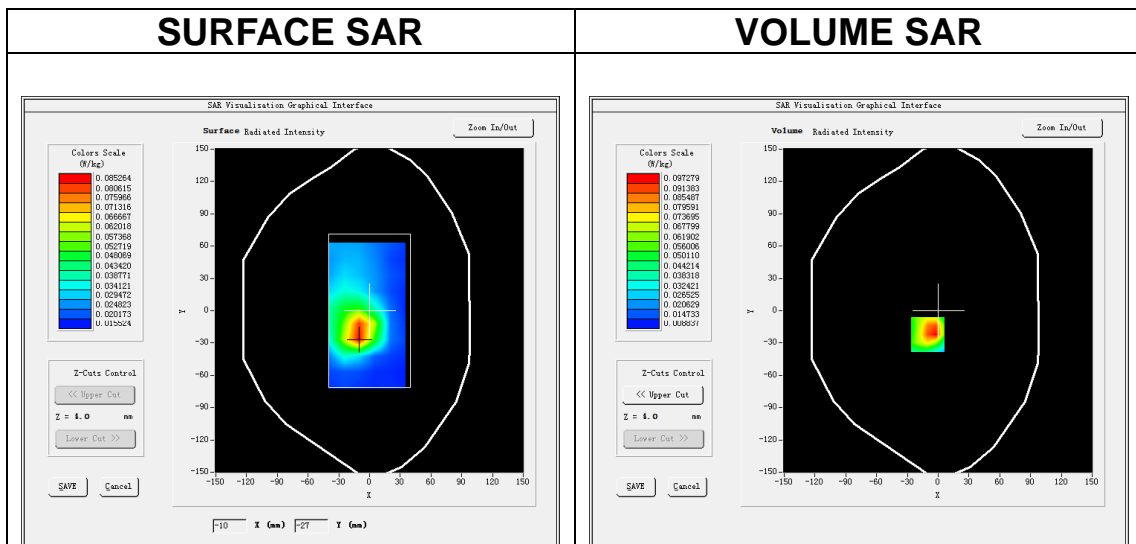 SURFACE SAR
SAR Visualisation Graphical Interface
Surface Radiated Intensity
Zoom In/Out
Colors Scale
(W/kg)
0.085264
0.080615
0.075966
0.071316
0.066667
0.062018
0.057368
0.052719
0.048069
0.043420
0.038771
0.034121
0.029472
0.024823
0.020173
0.015524
150
120
90
60
30
0
-30
-60
-90
-120
-150
Y
-150 -120 -90 -60 -30 0 30 60 90 120 150
X
Z-Cuts Control
<< Upper Cut
Z = 4.0 mm
Lower Cut >>
SAVE Cancel
-10 X (mm) -27 Y (mm)
VOLUME SAR
SAR Visualisation Graphical Interface
Volume Radiated Intensity
Zoom In/Out
Colors Scale
(W/kg)
0.097279
0.091383
0.085487
0.079591
0.073695
0.067799
0.061902
0.056006
0.050110
0.044214
0.038318
0.032421
0.026525
0.020629
0.014733
0.008837
150
120
90
60
30
0
-30
-60
-90
-120
-150
Y
-150 -120 -90 -60 -30 0 30 60 90 120 150
X
Z-Cuts Control
<< Upper Cut
Z = 4.0 mm
Lower Cut >>
SAVE Cancel